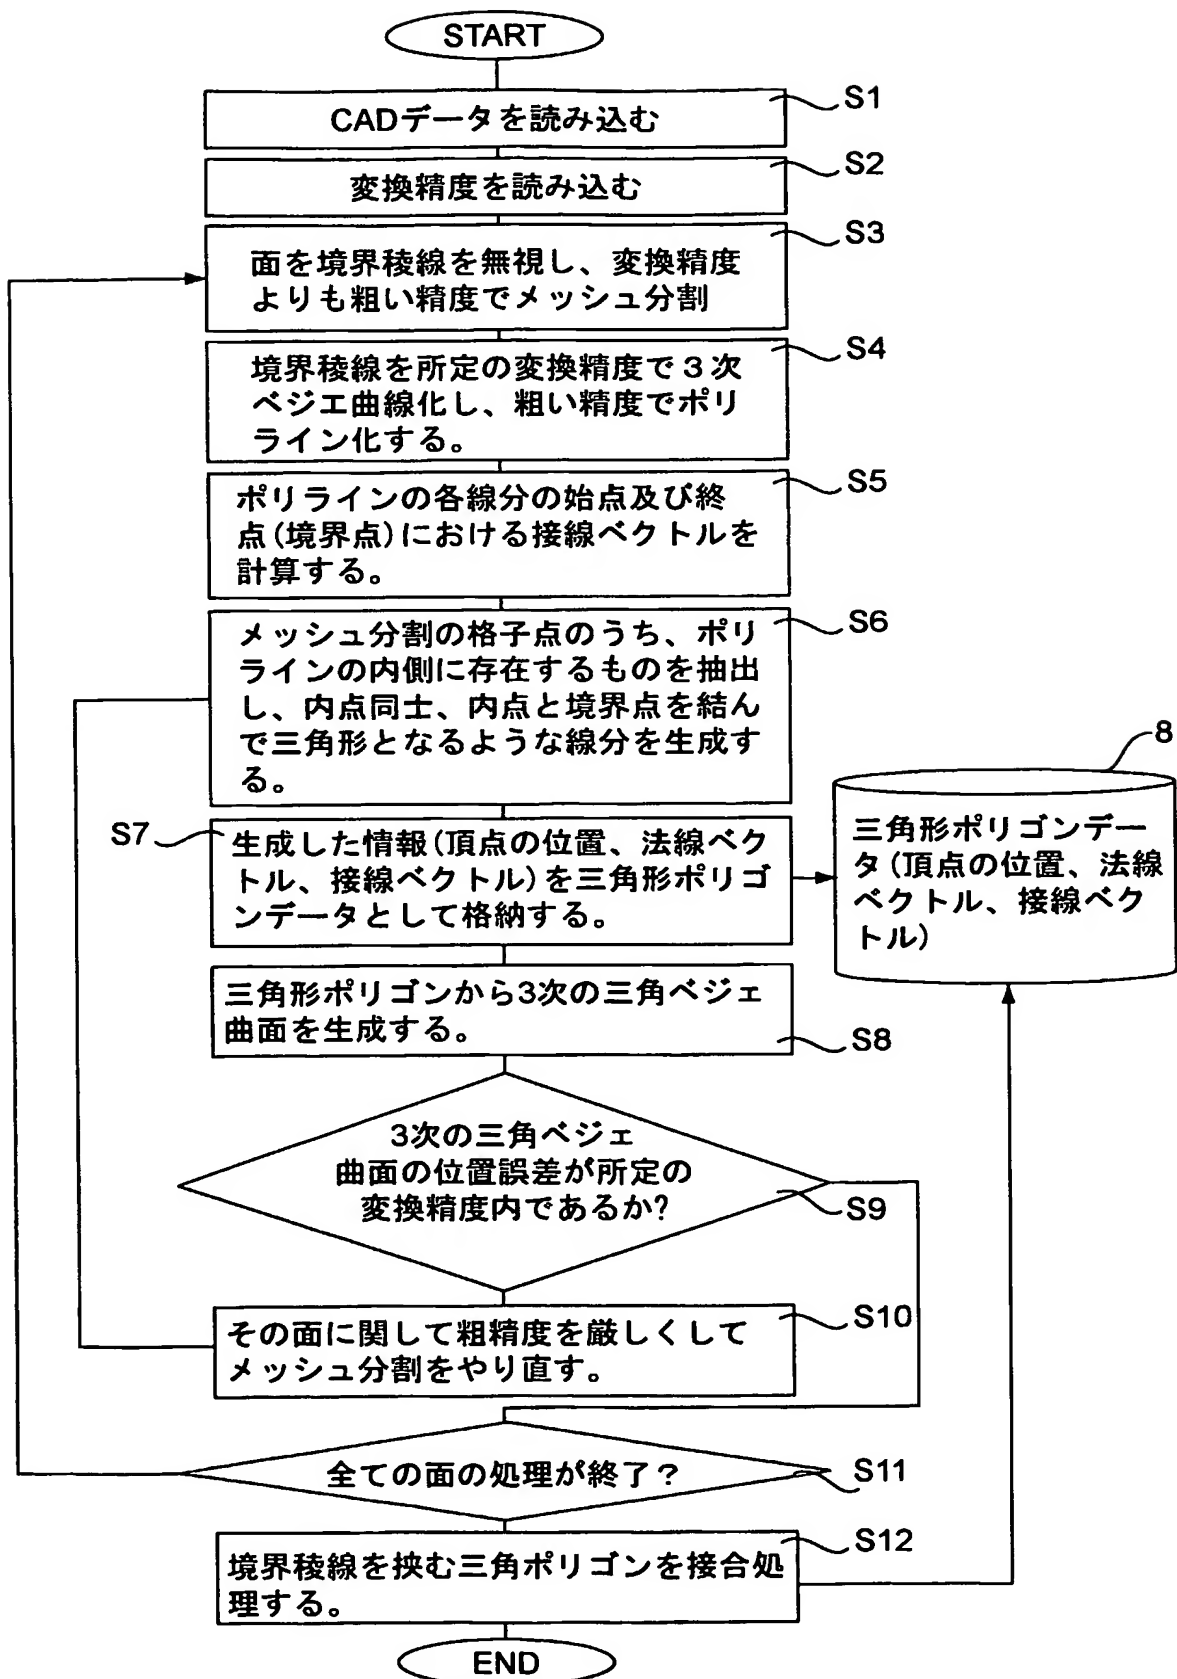 START
S1
CADデータを読み込む
S2
変換精度を読み込む
S3
面を境界稜線を無視し、変換精度
よりも粗い精度でメッシュ分割
S4
境界稜線を所定の変換精度で３次
ベジエ曲線化し、粗い精度でポリ
ライン化する。
S5
ポリラインの各線分の始点及び終
点(境界点)における接線ベクトルを
計算する。
S6
メッシュ分割の格子点のうち、ポリ
ラインの内側に存在するものを抽出
し、内点同士、内点と境界点を結ん
で三角形となるような線分を生成す
る。
8
三角形ポリゴンデー
タ(頂点の位置、法線
ベクトル、接線ベク
トル)
S7
生成した情報(頂点の位置、法線ベク
トル、接線ベクトル)を三角形ポリゴ
ンデータとして格納する。
三角形ポリゴンから3次の三角ベジェ
曲面を生成する。
S8
3次の三角ベジェ
曲面の位置誤差が所定の
変換精度内であるか?
S9
S10
その面に関して粗精度を厳しくして
メッシュ分割をやり直す。
全ての面の処理が終了？
S11
S12
境界稜線を挟む三角ポリゴンを接合処
理する。
END